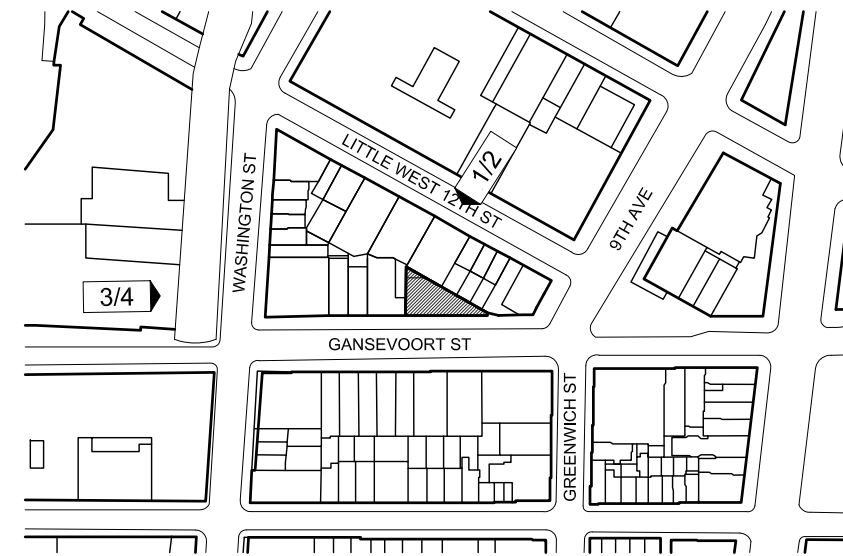 LITTLE WEST 12TH ST
1/2
WASHINGTON ST
9TH AVE
3/4
GANSEVOORT ST
GREENWICH ST